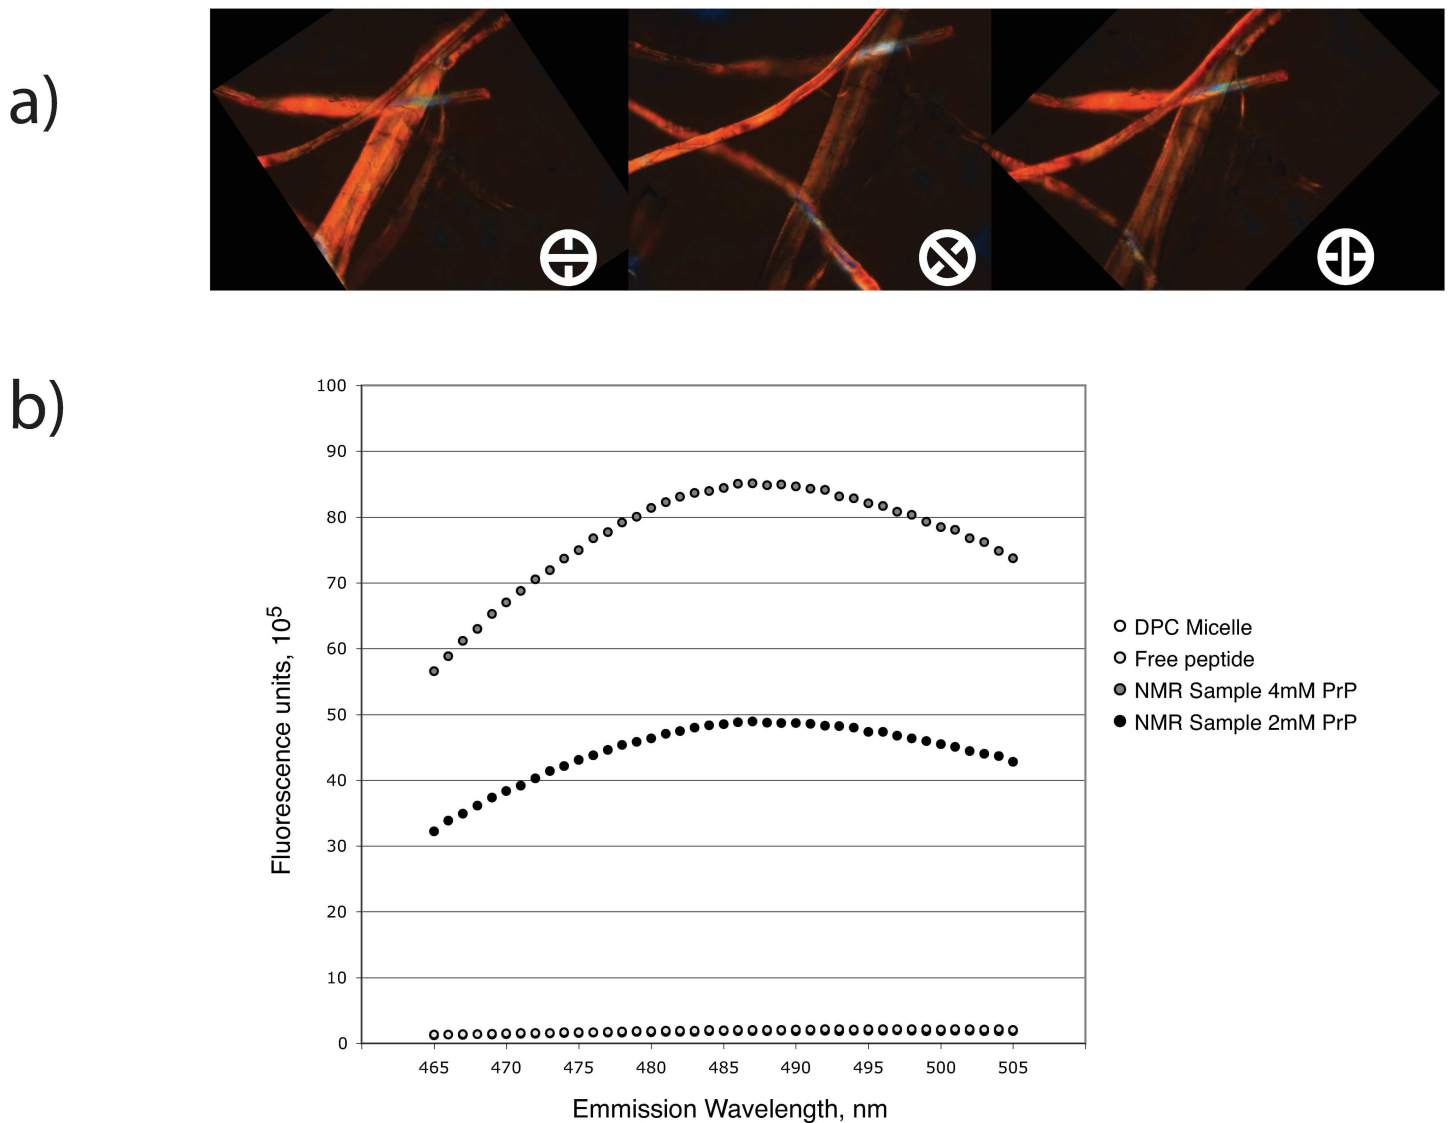 a)
b)
100
90
80
70
60
50
40
30
20
10
0
Fluorescence units, 10⁵
465 470 475 480 485 490 495 500 505
Emmission Wavelength, nm
DPC Micelle
Free peptide
NMR Sample 4mM PrP
NMR Sample 2mM PrP